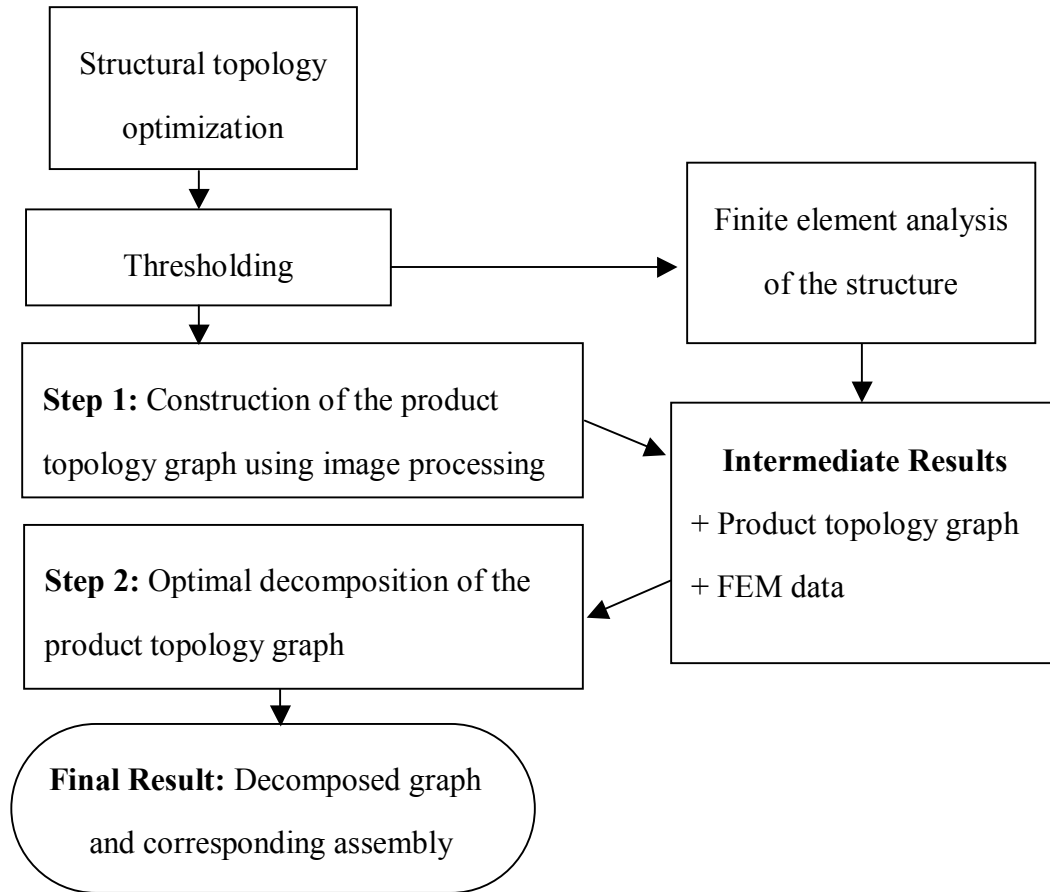 Structural topology
optimization
Thresholding
Finite element analysis
of the structure
Step 1: Construction of the product
topology graph using image processing
Intermediate Results
+ Product topology graph
+ FEM data
Step 2: Optimal decomposition of the
product topology graph
Final Result: Decomposed graph
and corresponding assembly